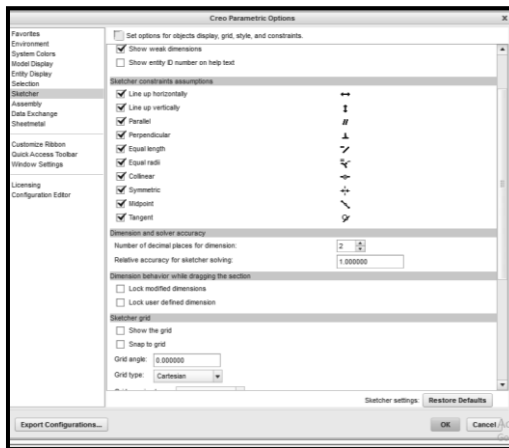 Creo Parametric Options
Favorites
Environment
System Colors
Model Display
Entity Display
Selection
Sketcher
Assembly
Data Exchange
Sheetmetal
Customize Ribbon
Quick Access Toolbar
Window Settings
Licensing
Configuration Editor
Set options for objects display, grid, style, and constraints.
Show weak dimensions
Show entity ID number on help text
Sketcher constraints assumptions
Line up horizontally
Line up vertically
Parallel
Perpendicular
Equal length
Equal radii
Collinear
Symmetric
Midpoint
Tangent
Dimension and solver accuracy
Number of decimal places for dimension: 2
Relative accuracy for sketcher solving: 1.000000
Dimension behavior while dragging the section
Lock modified dimensions
Lock user defined dimension
Sketcher grid
Show the grid
Snap to grid
Grid angle: 0.000000
Grid type: Cartesian
Sketcher settings: Restore Defaults
Export Configurations... OK Cancel